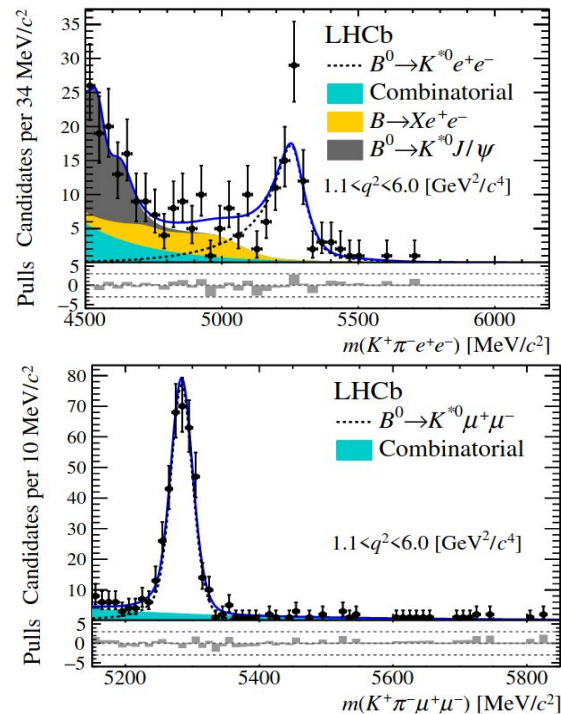 Candidates per 34 MeV/c²
35
30
25
20
15
10
5
LHCb
B⁰→K*⁰e⁺e⁻
Combinatorial
B→Xe⁺e⁻
B⁰→K*⁰J/ψ
1.1<q²<6.0 [GeV²/c⁴]
Pulls
5
0
−5
4500 5000 5500 6000
m(K⁺π⁻e⁺e⁻) [MeV/c²]
Candidates per 10 MeV/c²
80
70
60
50
40
30
20
10
LHCb
B⁰→K*⁰μ⁺μ⁻
Combinatorial
1.1<q²<6.0 [GeV²/c⁴]
Pulls
5
0
−5
5200 5400 5600 5800
m(K⁺π⁻μ⁺μ⁻) [MeV/c²]